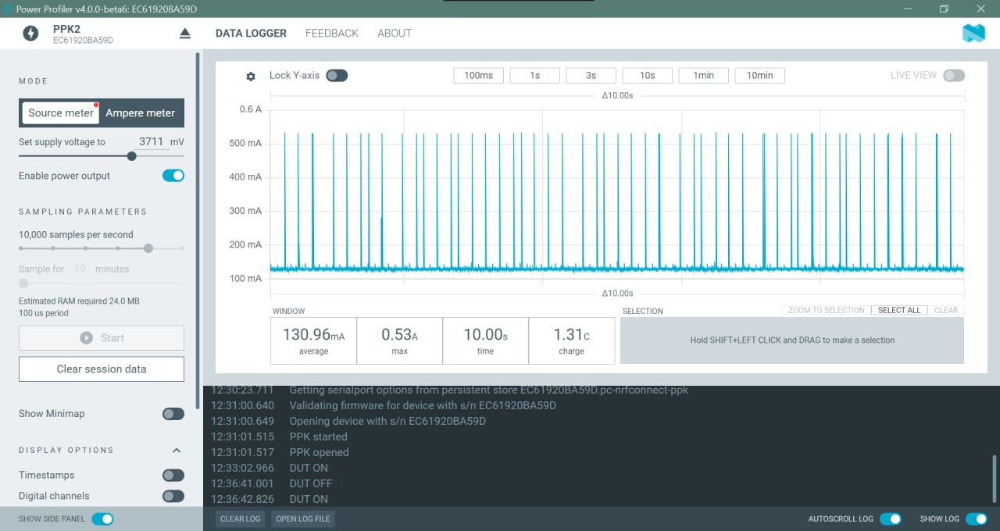 Power Profiler v4.0.0-beta6: EC61920BA59D
PPK2
EC61920BA59D
DATA LOGGER FEEDBACK ABOUT
MODE
Source meter Ampere meter
Set supply voltage to 3711 mV
Enable power output
SAMPLING PARAMETERS
10,000 samples per second
Sample for 10 minutes
Estimated RAM required 24.0 MB
100 us period
Start
Clear session data
Show Minimap
DISPLAY OPTIONS
Timestamps
Digital channels
SHOW SIDE PANEL
Lock Y-axis 100ms 1s 3s 10s 1min 10min LIVE VIEW
Δ10.00s
0.6 A
500 mA
400 mA
300 mA
200 mA
100 mA
Δ10.00s
WINDOW
130.96mA 0.53A 10.00s 1.31C
average max time charge
SELECTION ZOOM TO SELECTION SELECT ALL CLEAR
Hold SHIFT+LEFT CLICK and DRAG to make a selection
12:30:23.711 Getting serialport options from persistent store EC61920BA59D.pc-nrfconnect-ppk
12:31:00.640 Validating firmware for device with s/n EC61920BA59D
12:31:00.649 Opening device with s/n EC61920BA59D
12:31:01.515 PPK started
12:31:01.517 PPK opened
12:33:02.966 DUT ON
12:36:41.001 DUT OFF
12:36:42.826 DUT ON
CLEAR LOG OPEN LOG FILE AUTOSCROLL LOG SHOW LOG